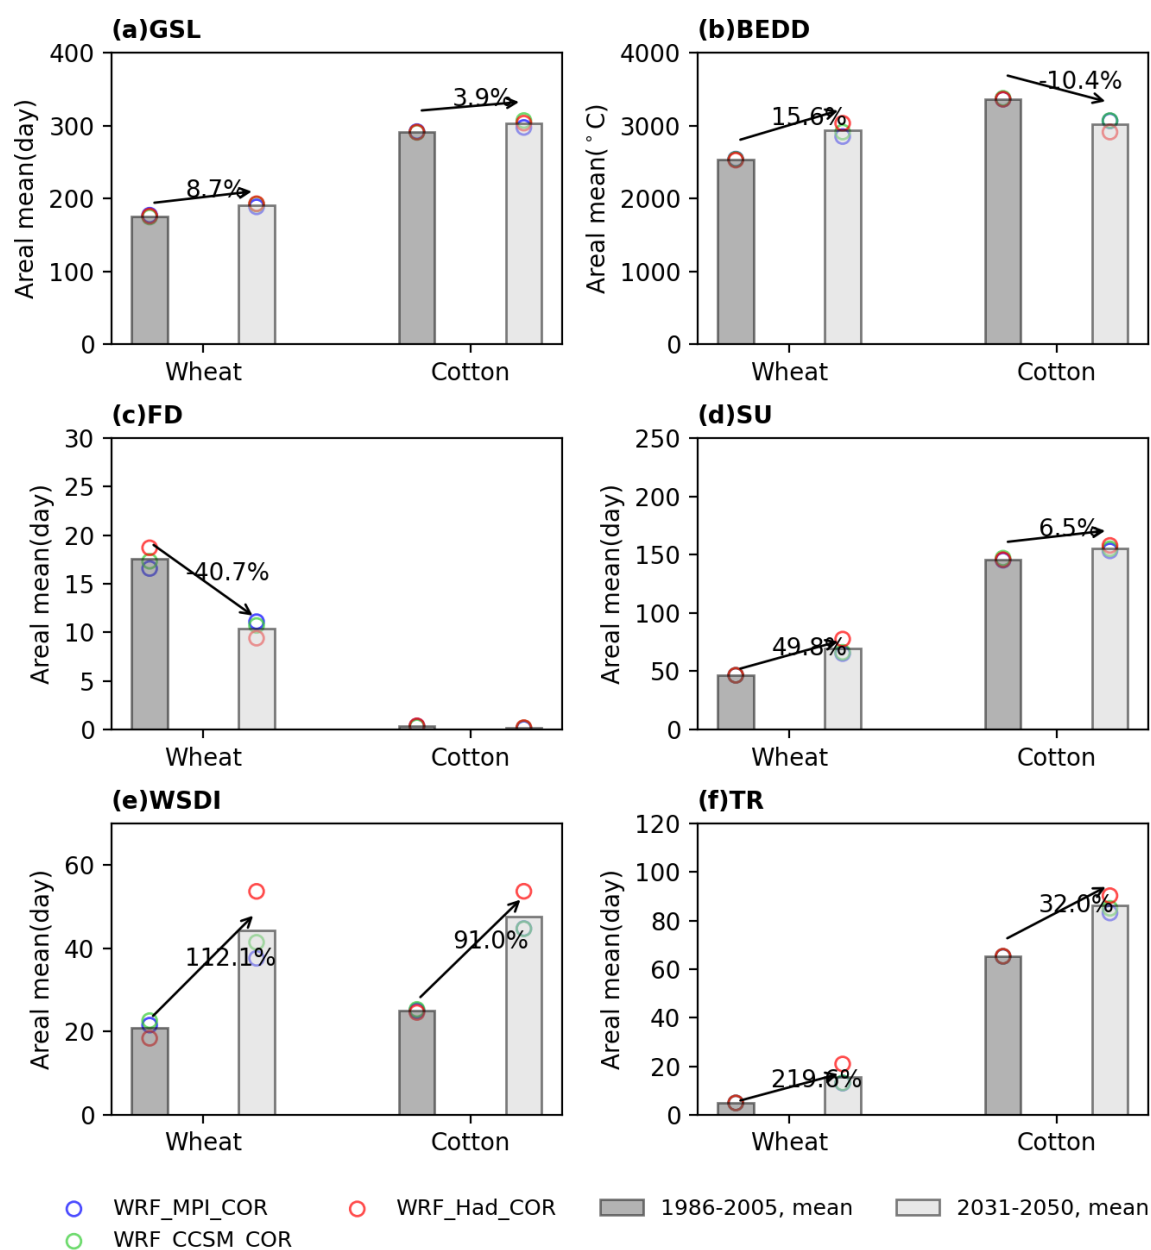 (a)GSL
(b)BEDD
400
300
200
100
0
Areal mean(day)
8.7%
3.9%
Wheat
Cotton
4000
3000
2000
1000
0
Areal mean(°C)
15.6%
-10.4%
Wheat
Cotton
(c)FD
(d)SU
30
25
20
15
10
5
0
Areal mean(day)
-40.7%
Wheat
Cotton
250
200
150
100
50
0
Areal mean(day)
49.8%
6.5%
Wheat
Cotton
(e)WSDI
(f)TR
60
40
20
0
Areal mean(day)
112.1%
91.0%
Wheat
Cotton
120
100
80
60
40
20
0
Areal mean(day)
219.6%
32.0%
Wheat
Cotton
WRF_MPI_COR
WRF_Had_COR
1986-2005, mean
2031-2050, mean
WRF_CCSM_COR